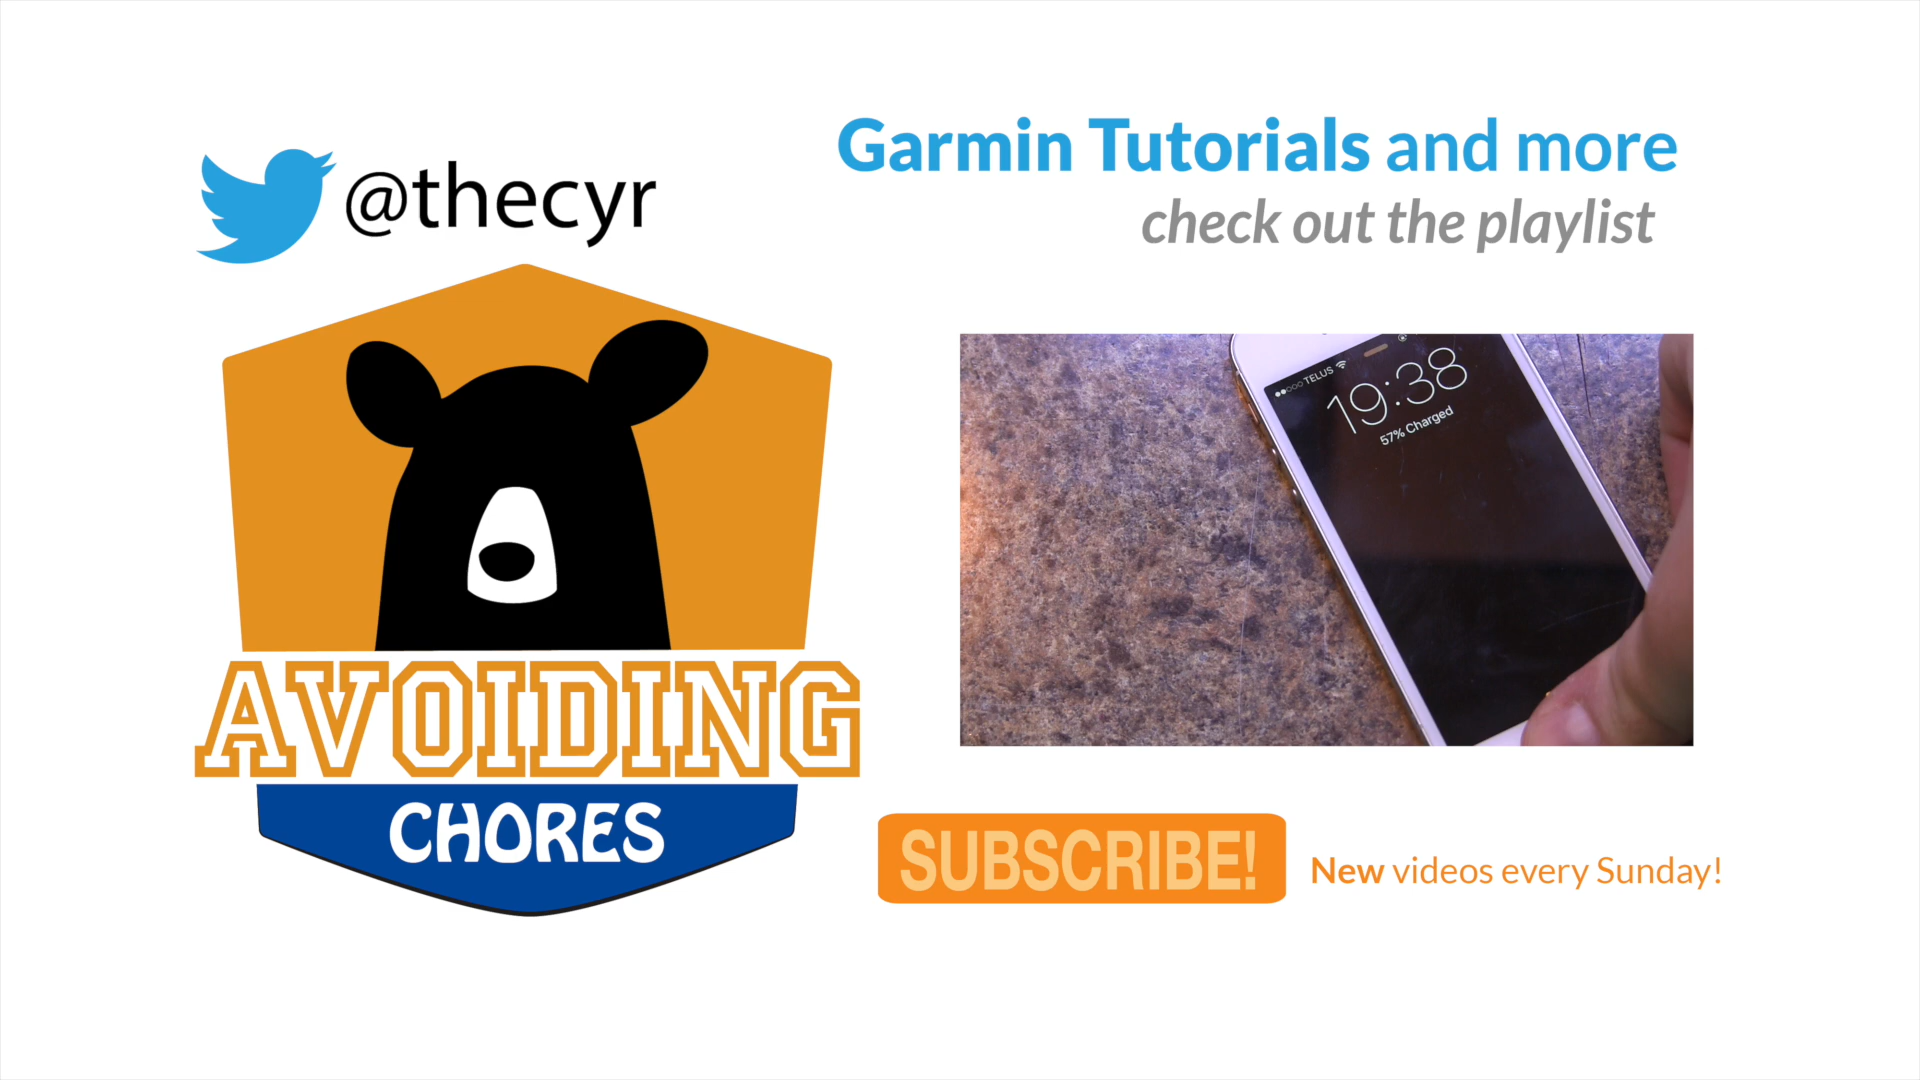 @thecyr
Garmin Tutorials and more
check out the playlist
TELUS
19:38
57% Charged
AVOIDING
CHORES
SUBSCRIBE!
New videos every Sunday!